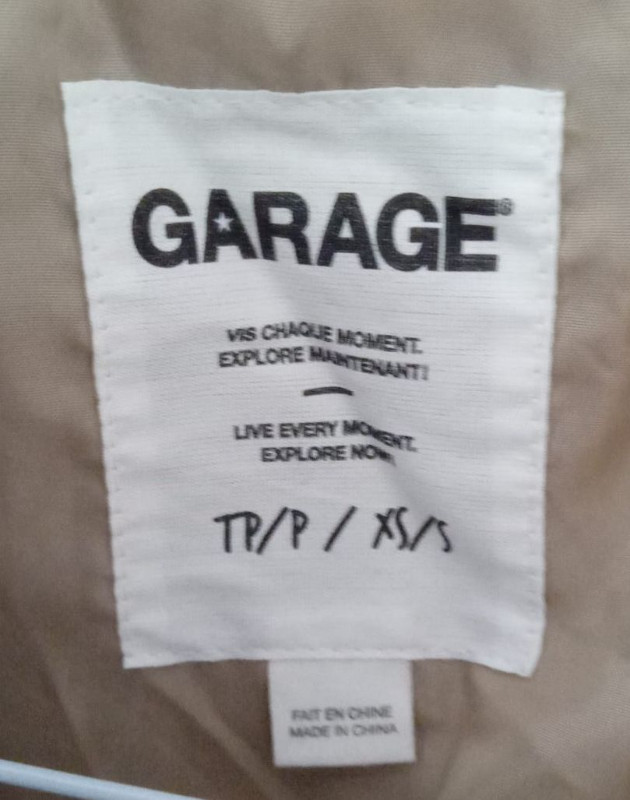 GARAGE®
VIS CHAQUE MOMENT.
EXPLORE MAINTENANT!
LIVE EVERY MOMENT.
EXPLORE NOW!
TP/P / XS/S
FAIT EN CHINE
MADE IN CHINA